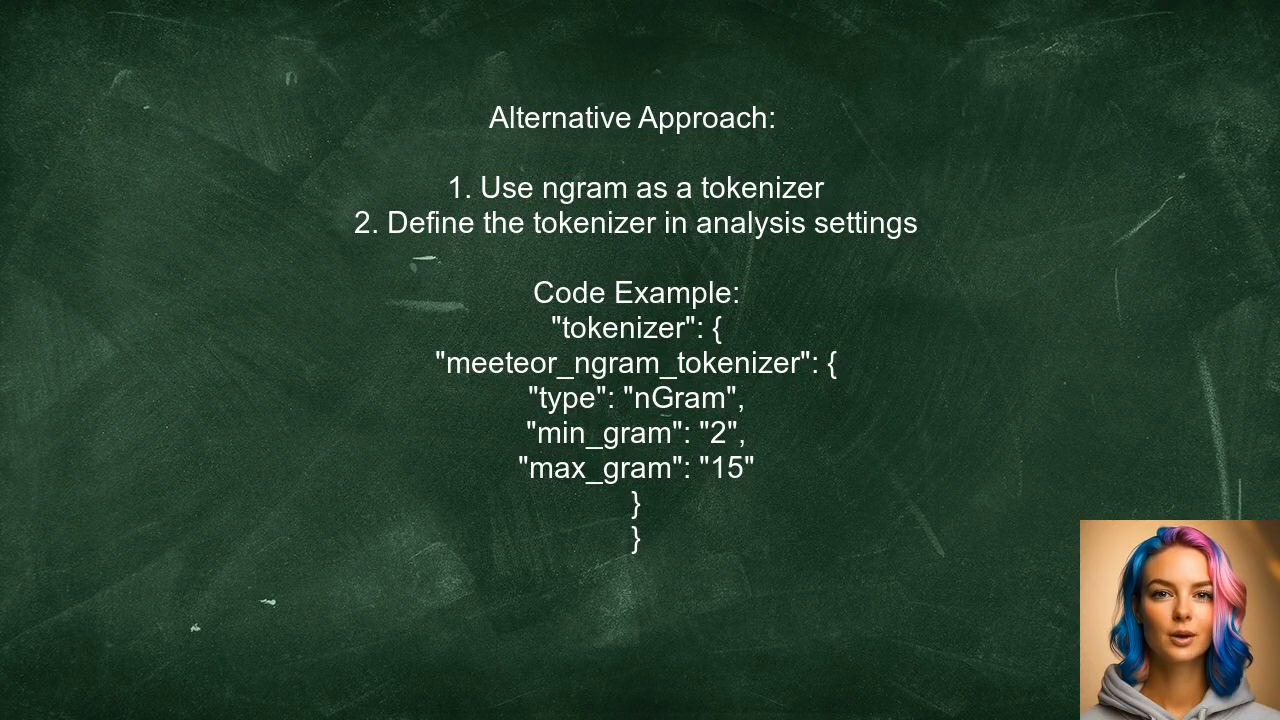 Alternative Approach:
1. Use ngram as a tokenizer
2. Define the tokenizer in analysis settings
Code Example:
"tokenizer": {
"meeteor_ngram_tokenizer": {
"type": "nGram",
"min_gram": "2",
"max_gram": "15"
}
}